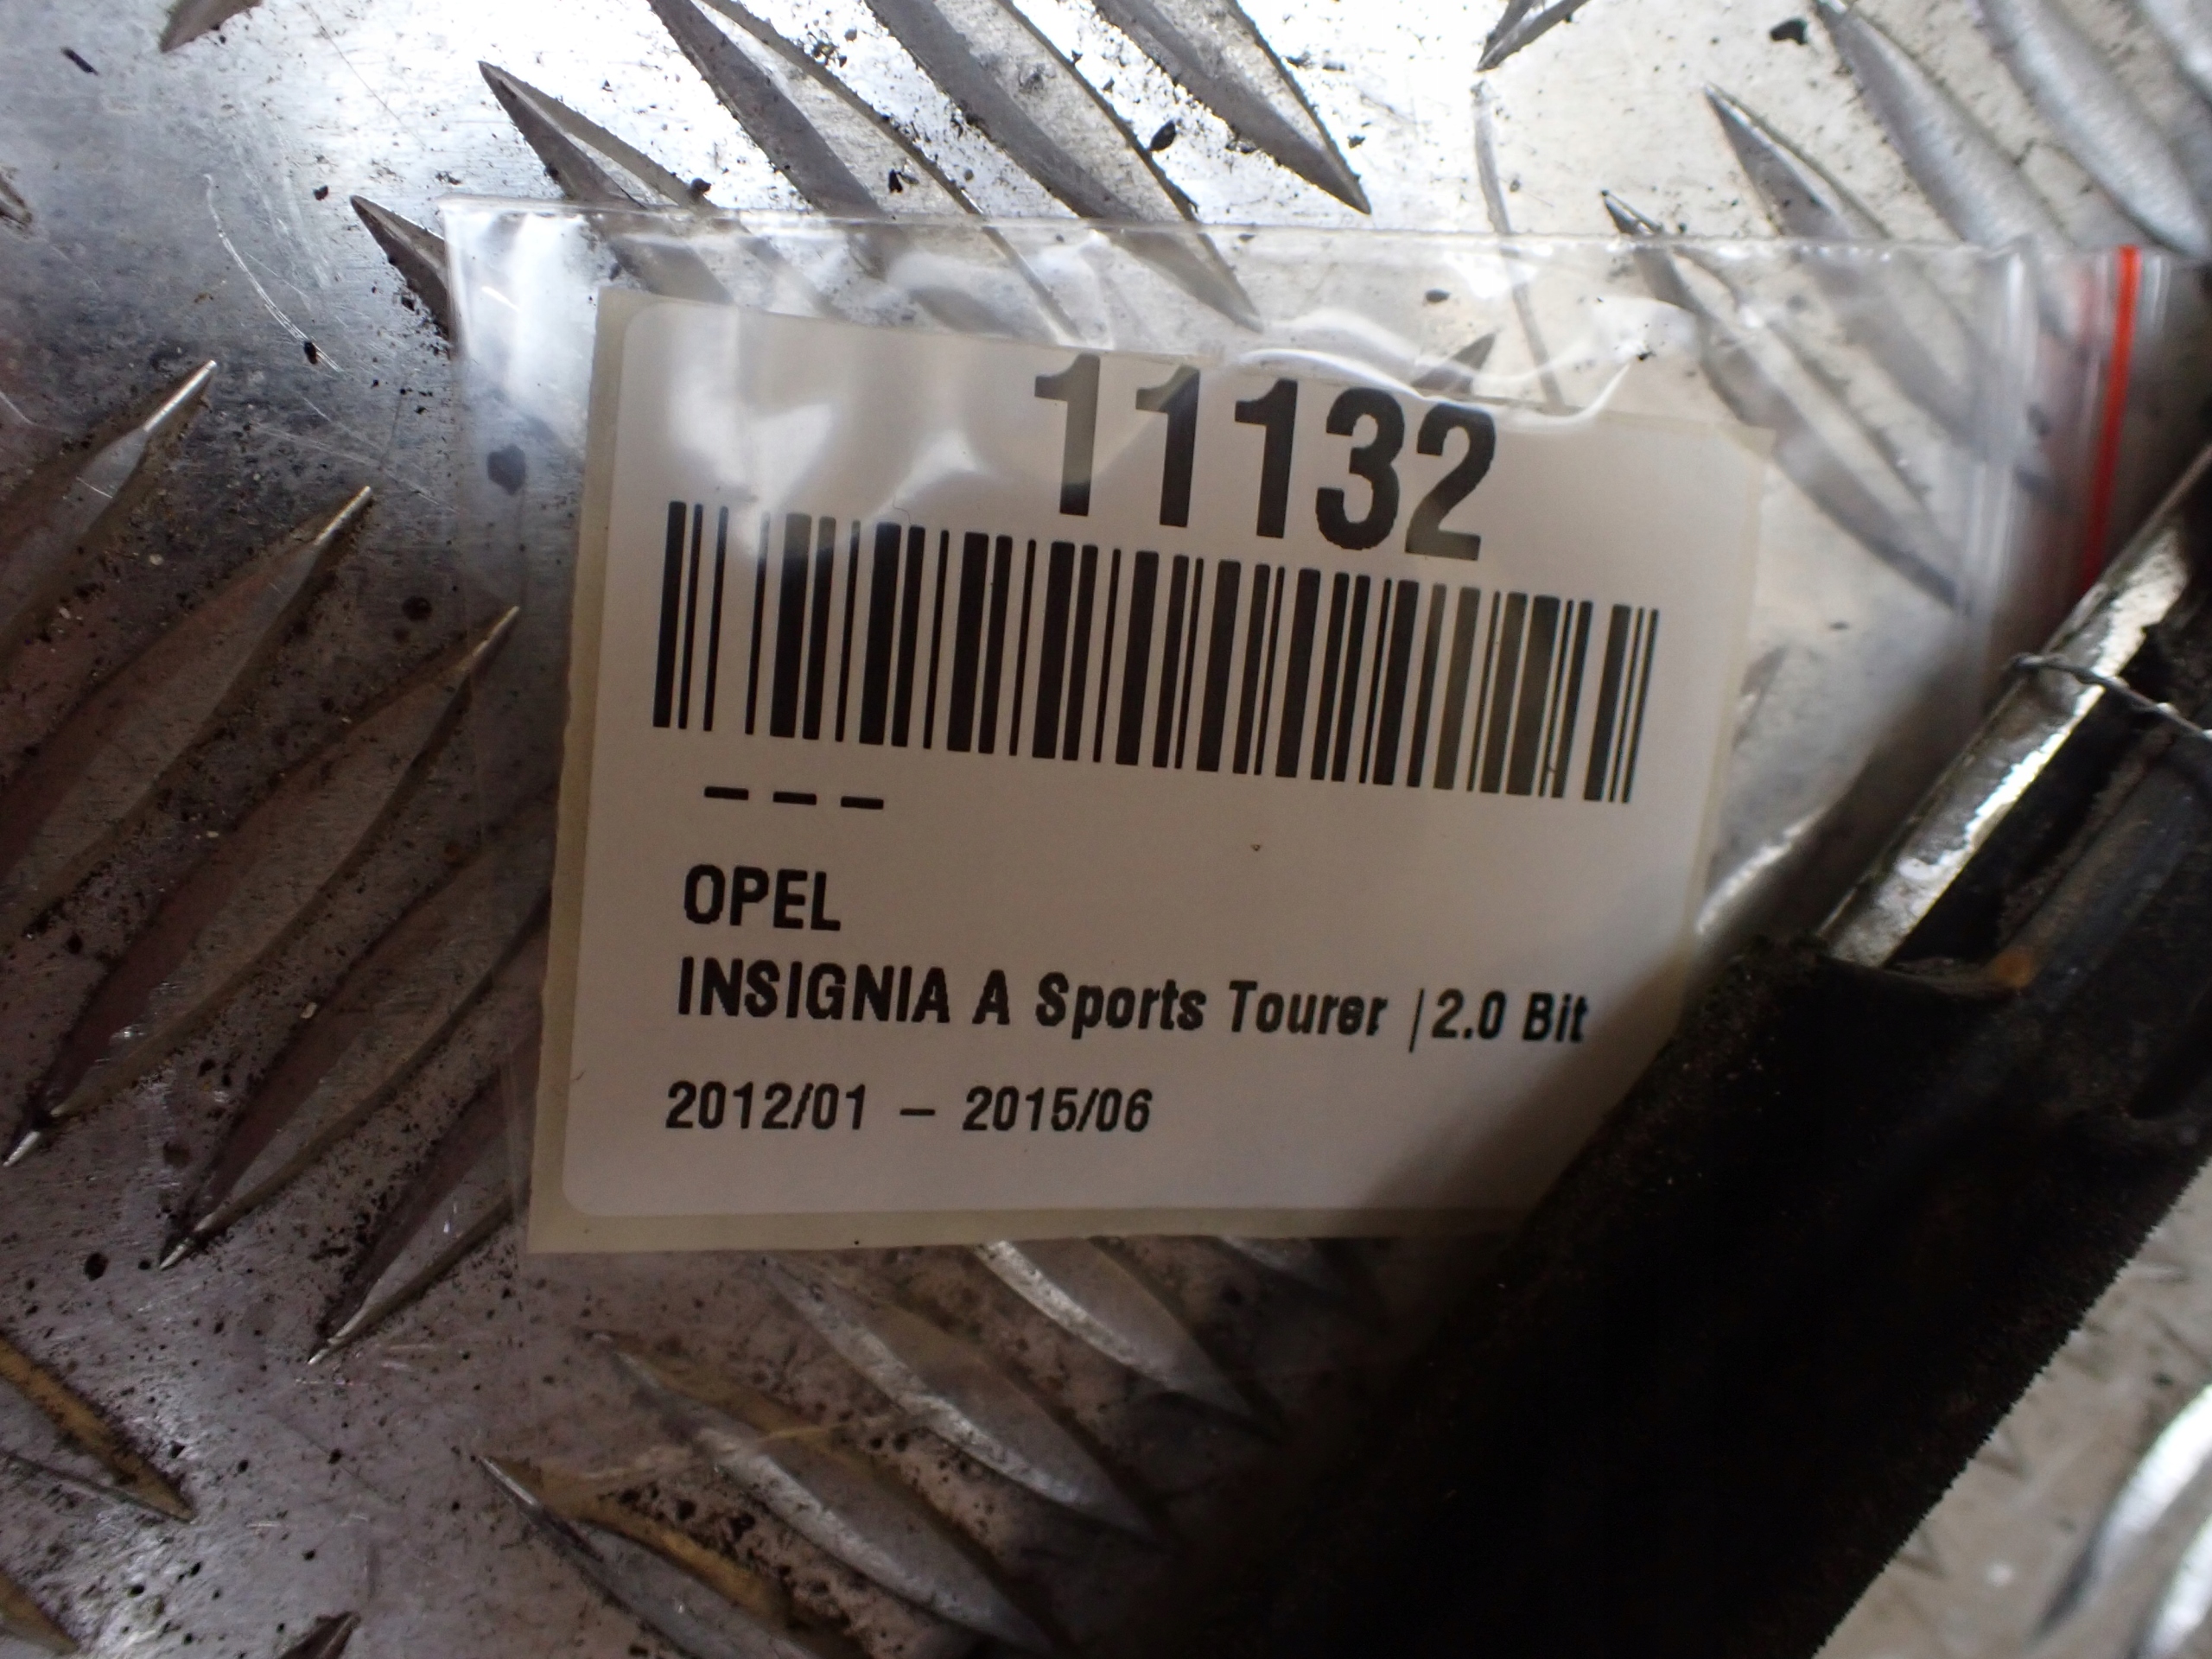 11132
---
OPEL
INSIGNIA A Sports Tourer |2.0 Bit
2012/01 - 2015/06